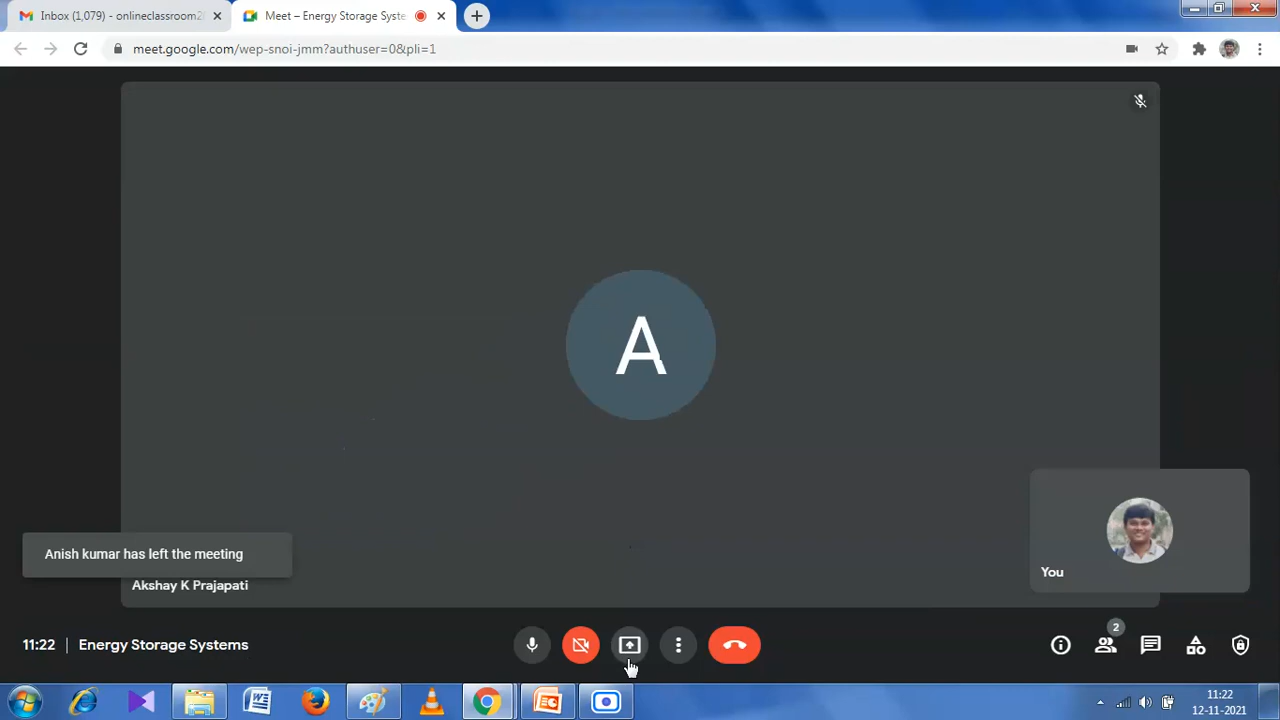 Inbox (1,079) - onlineclassroom2
Meet – Energy Storage Syste
meet.google.com/wep-snoi-jmm?authuser=0&pli=1
A
Anish kumar has left the meeting
You
Akshay K Prajapati
2
11:22 | Energy Storage Systems
11:22
12-11-2021